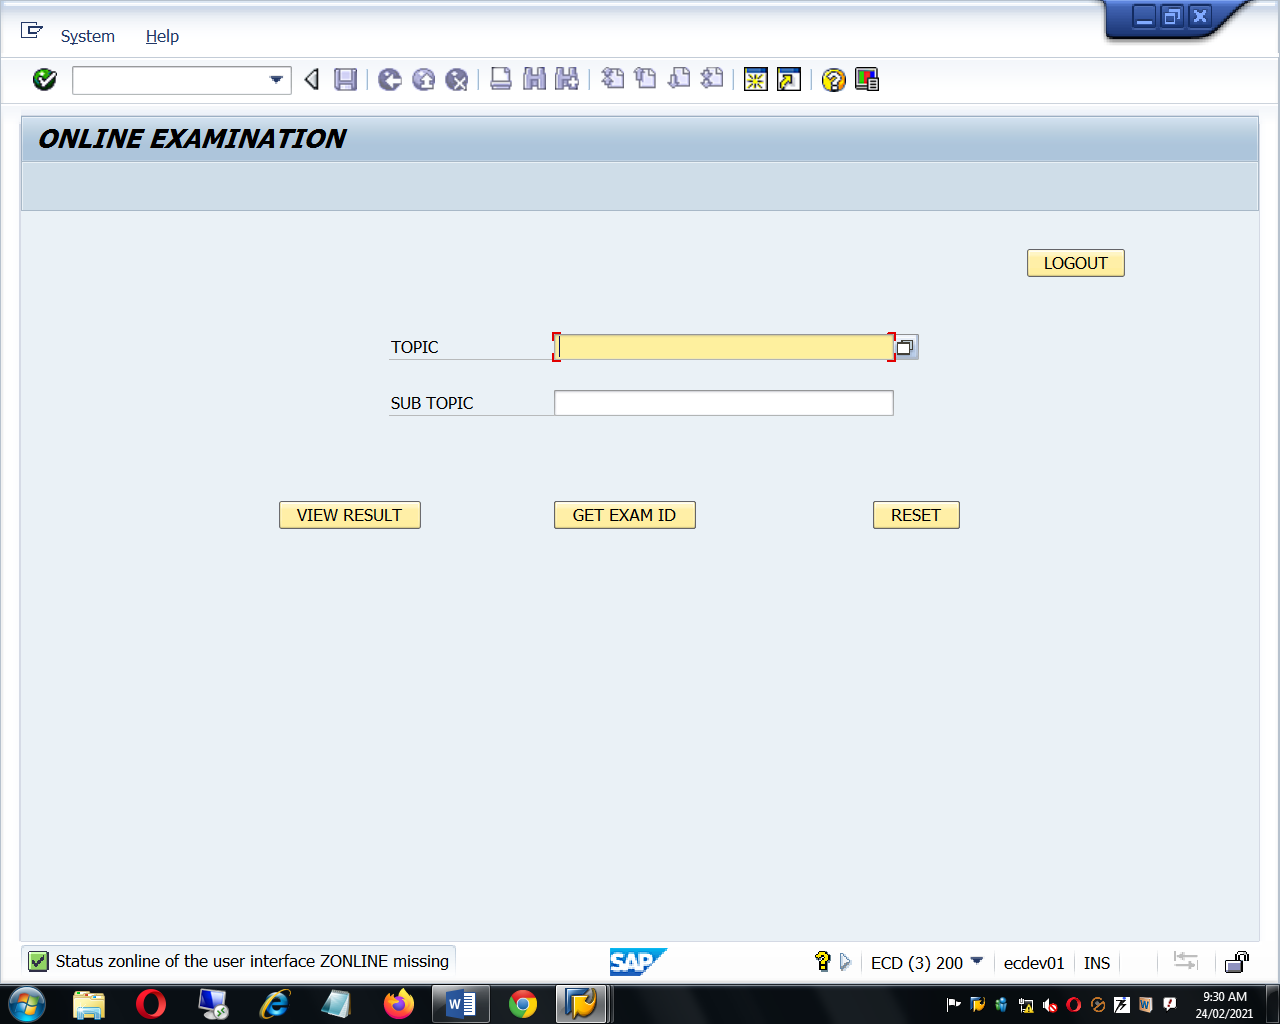 System Help
ONLINE EXAMINATION
LOGOUT
TOPIC
SUB TOPIC
VIEW RESULT GET EXAM ID RESET
Status zonline of the user interface ZONLINE missing
SAP
ECD (3) 200 ecdev01 INS
9:30 AM
24/02/2021